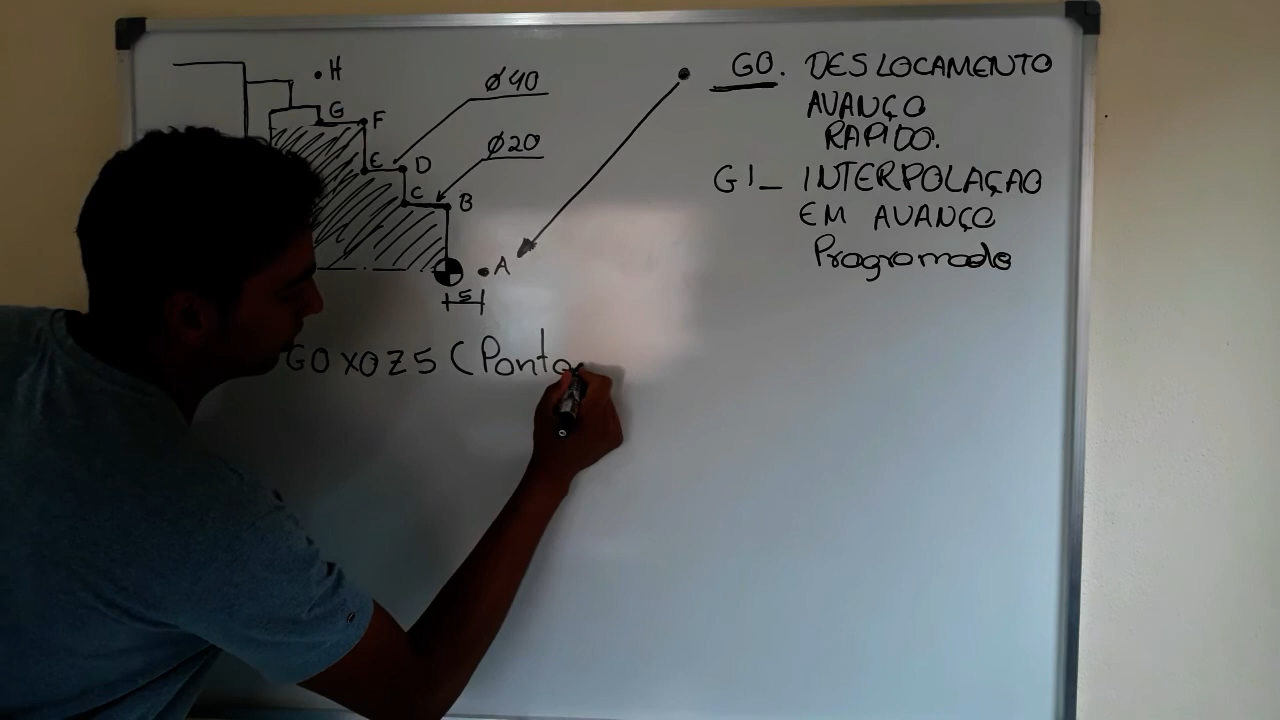 H
G
F
E
D
C
B
A
5
ø40
ø20
G0. DESLOCAMENTO
AVANÇO
RAPIDO.
G1_ INTERPOLAÇAO
EM AVANÇO
Programado
G0 X0 Z5 (Ponto